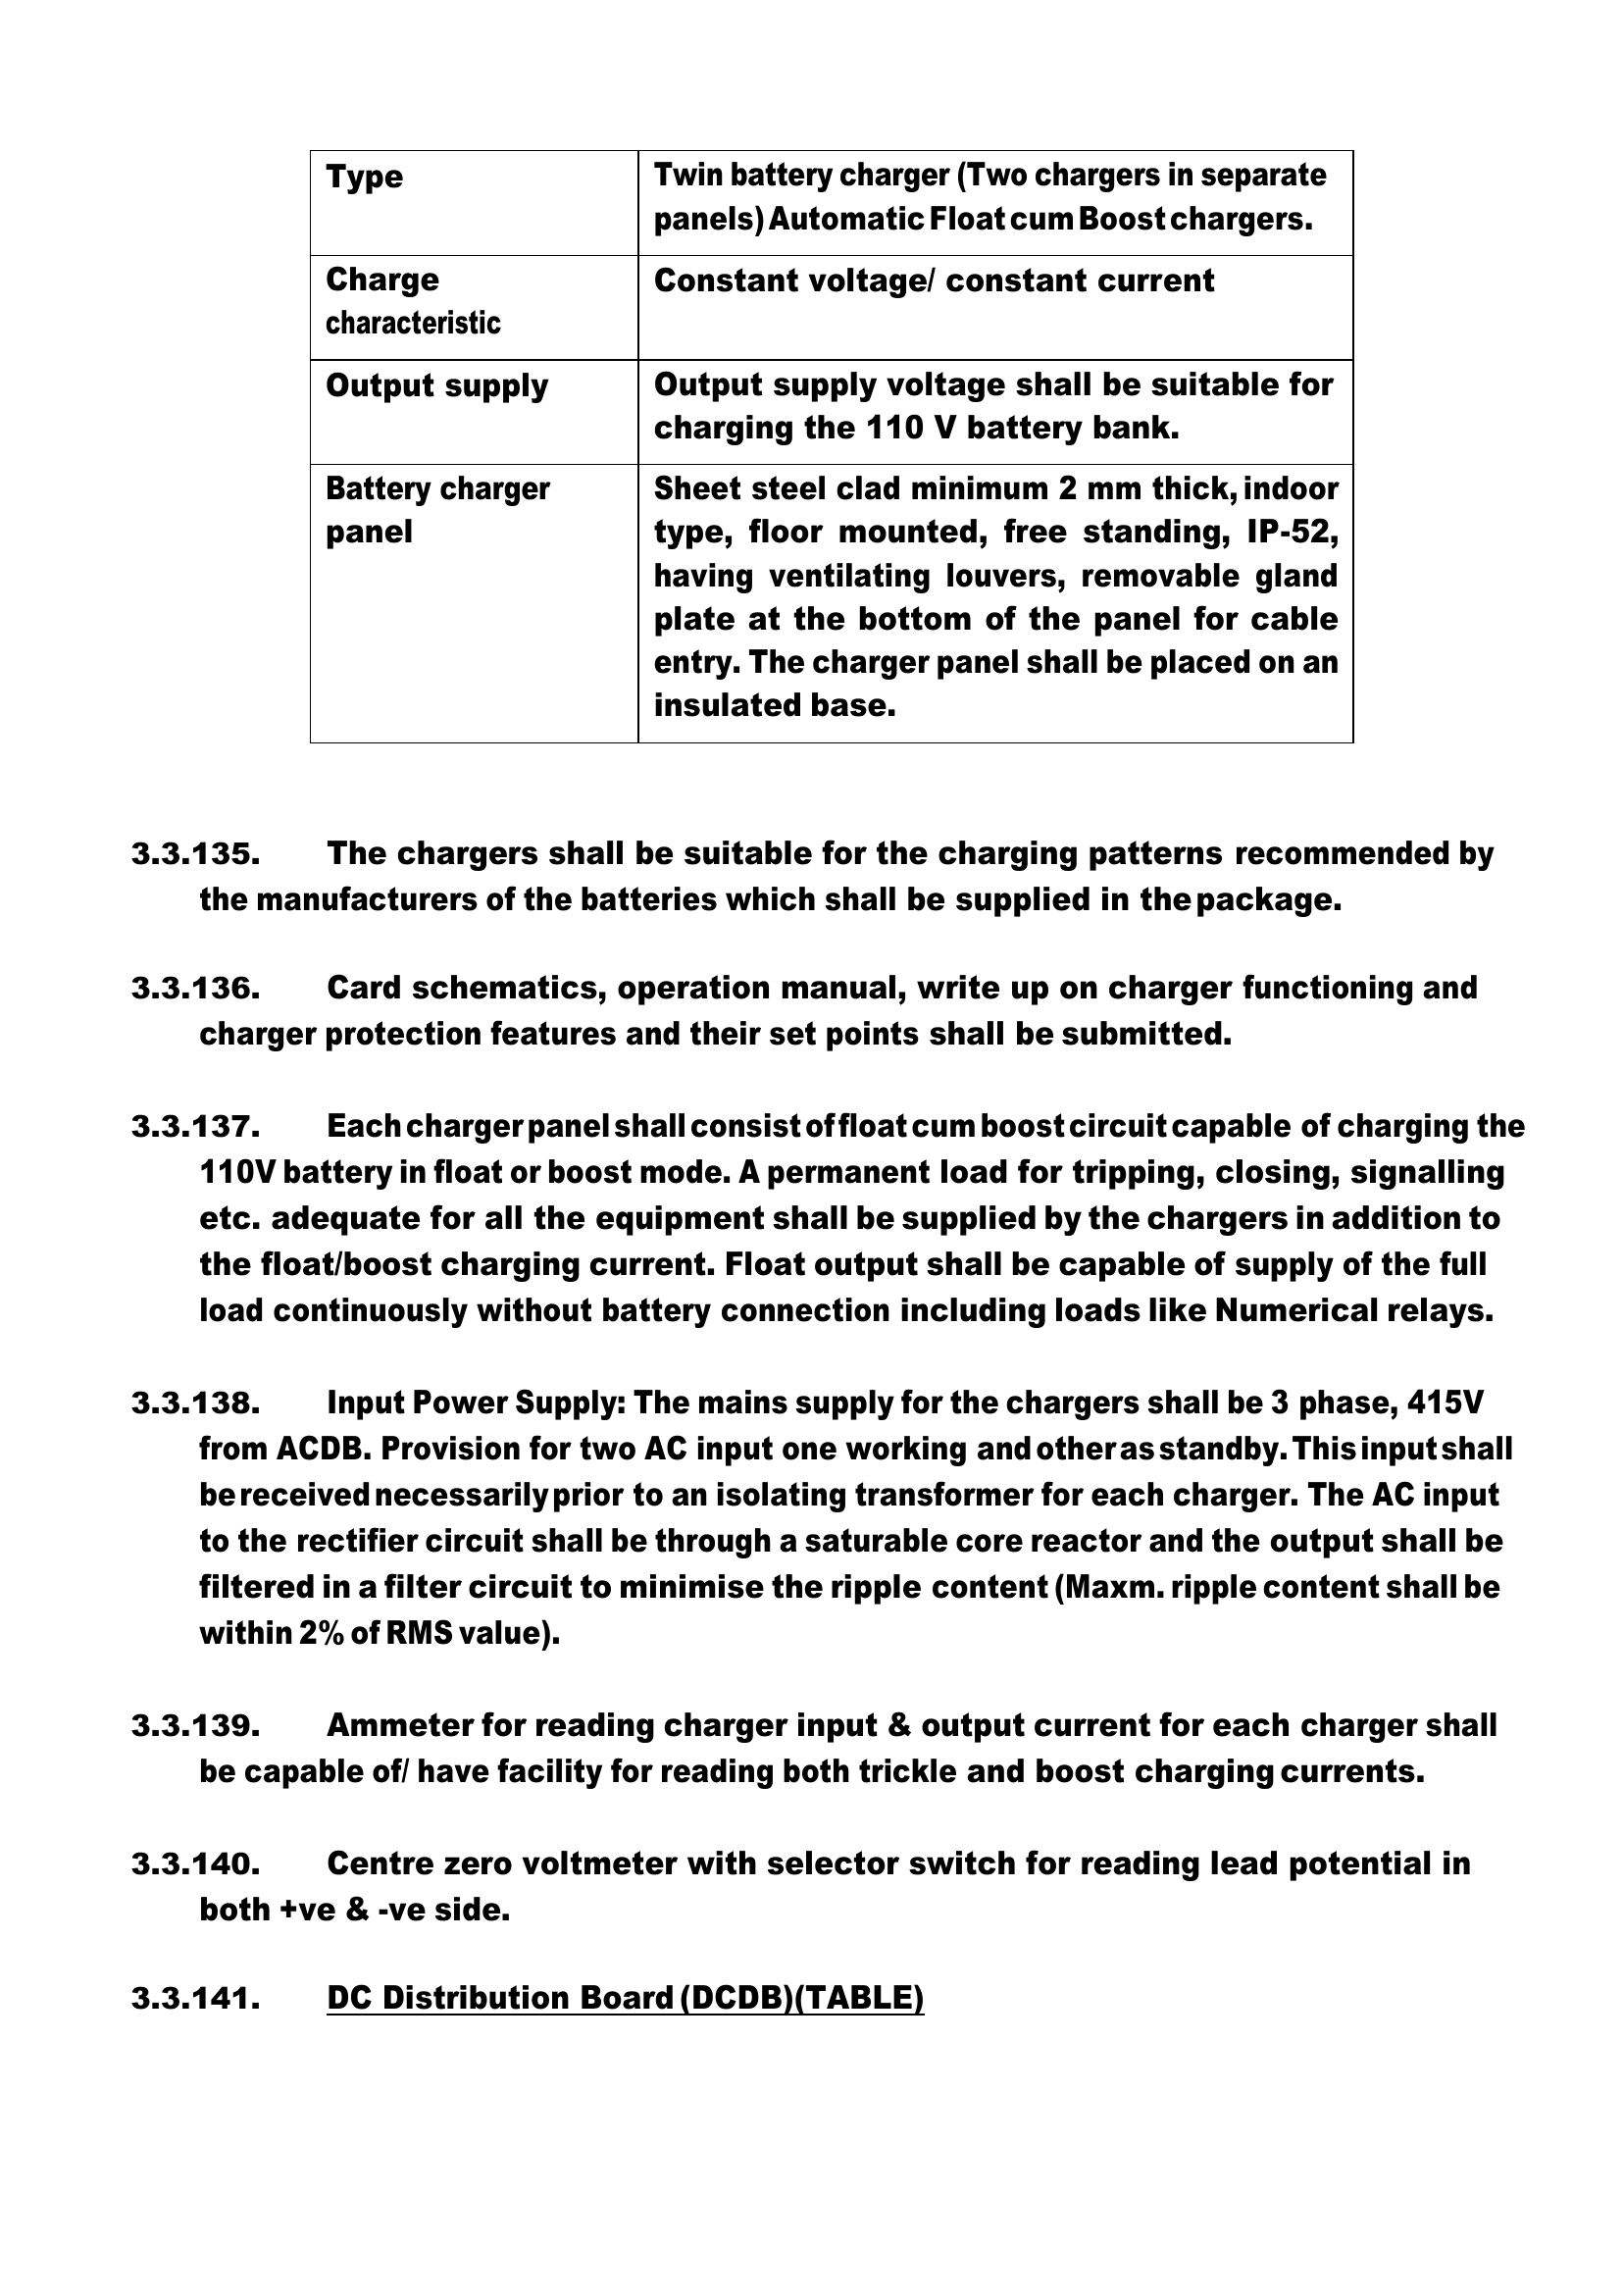 Type
Twin battery charger (Two chargers in separate
panels) Automatic Float cum Boost chargers.
Charge
characteristic
Constant voltage/ constant current
Output supply
Output supply voltage shall be suitable for
charging the 110 V battery bank.
Battery charger
panel
Sheet steel clad minimum 2 mm thick, indoor
type, floor mounted, free standing, IP-52,
having ventilating louvers, removable gland
plate at the bottom of the panel for cable
entry. The charger panel shall be placed on an
insulated base.
3.3.135. The chargers shall be suitable for the charging patterns recommended by
the manufacturers of the batteries which shall be supplied in the package.
3.3.136. Card schematics, operation manual, write up on charger functioning and
charger protection features and their set points shall be submitted.
3.3.137. Each charger panel shall consist of float cum boost circuit capable of charging the
110V battery in float or boost mode. A permanent load for tripping, closing, signalling
etc. adequate for all the equipment shall be supplied by the chargers in addition to
the float/boost charging current. Float output shall be capable of supply of the full
load continuously without battery connection including loads like Numerical relays.
3.3.138. Input Power Supply: The mains supply for the chargers shall be 3 phase, 415V
from ACDB. Provision for two AC input one working and other as standby. This input shall
be received necessarily prior to an isolating transformer for each charger. The AC input
to the rectifier circuit shall be through a saturable core reactor and the output shall be
filtered in a filter circuit to minimise the ripple content (Maxm. ripple content shall be
within 2% of RMS value).
3.3.139. Ammeter for reading charger input & output current for each charger shall
be capable of/ have facility for reading both trickle and boost charging currents.
3.3.140. Centre zero voltmeter with selector switch for reading lead potential in
both +ve & -ve side.
3.3.141. DC Distribution Board (DCDB)(TABLE)